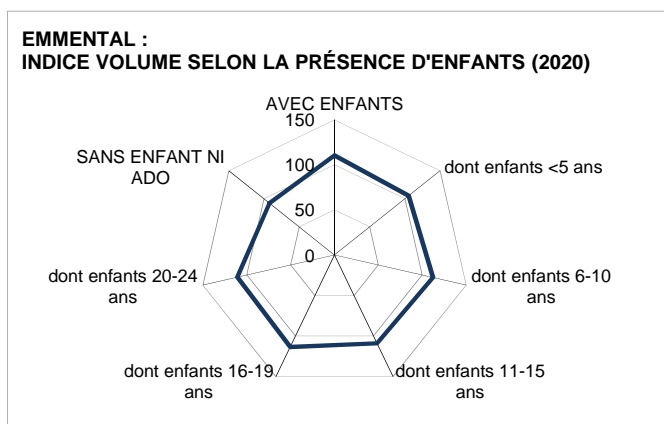 EMMENTAL :
INDICE VOLUME SELON LA PRÉSENCE D'ENFANTS (2020)
AVEC ENFANTS
150
100
50
0
dont enfants <5 ans
dont enfants 6-10
ans
dont enfants 11-15
ans
dont enfants 16-19
ans
dont enfants 20-24
ans
SANS ENFANT NI
ADO